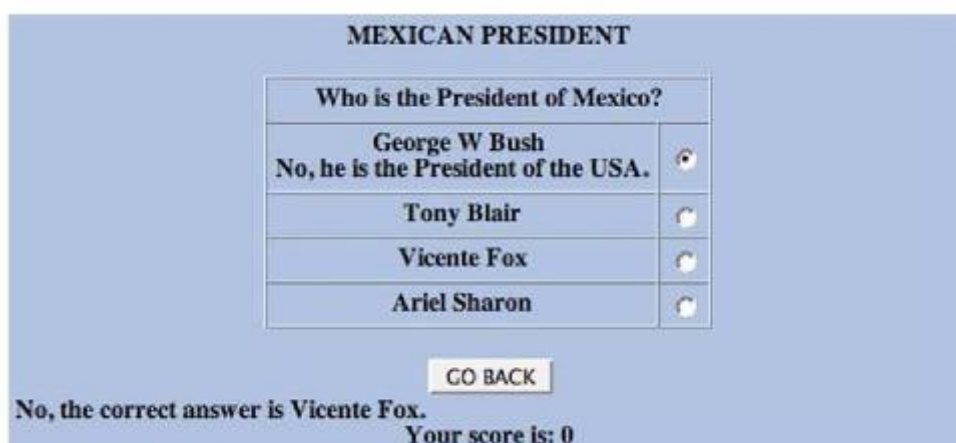 MEXICAN PRESIDENT
Who is the President of Mexico?
George W Bush
No, he is the President of the USA.
Tony Blair
Vicente Fox
Ariel Sharon
GO BACK
No, the correct answer is Vicente Fox.
Your score is: 0